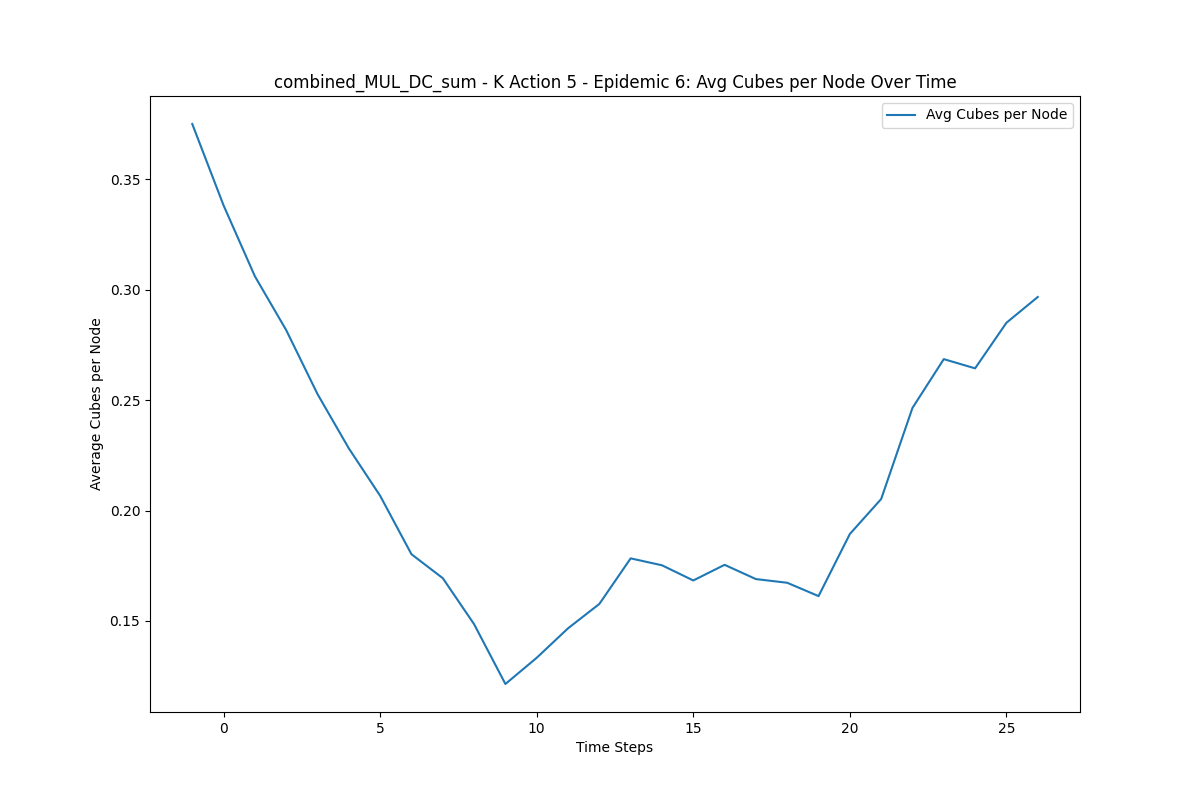 combined_MUL_DC_sum - K Action 5 - Epidemic 6: Avg Cubes per Node Over Time
Avg Cubes per Node
Average Cubes per Node
0.35
0.30
0.25
0.20
0.15
0 5 10 15 20 25
Time Steps